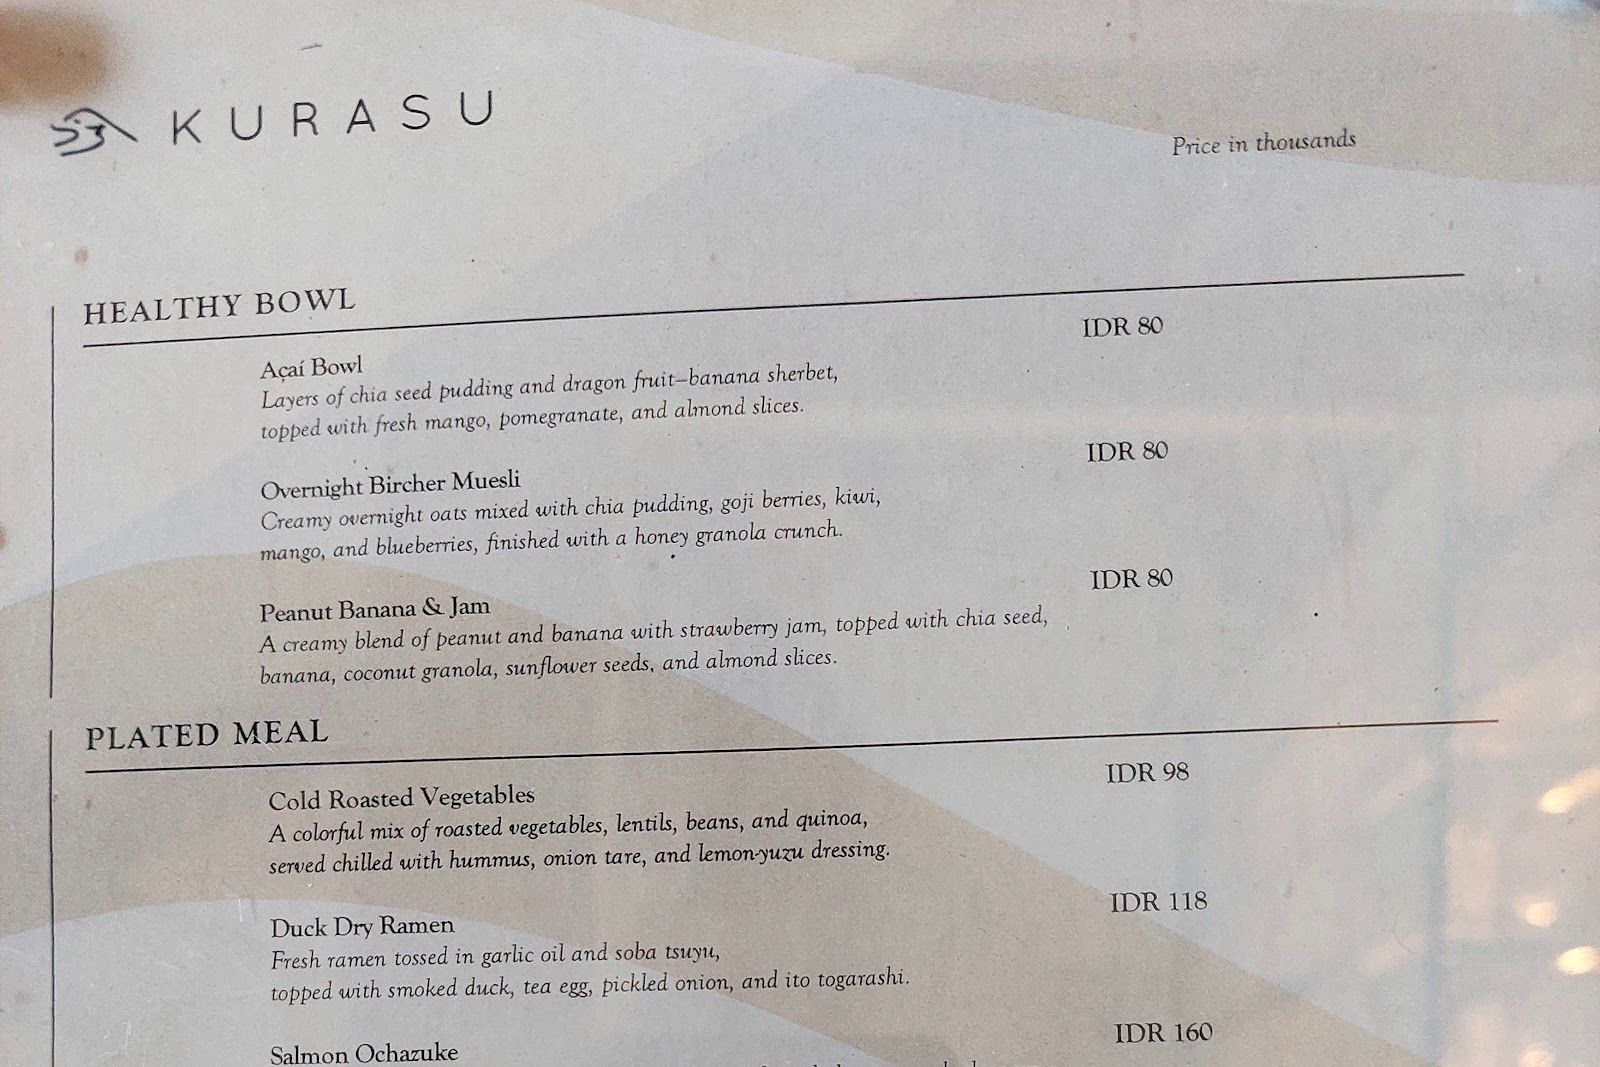 KURASU
Price in thousands
HEALTHY BOWL
IDR 80
Açaí Bowl
Layers of chia seed pudding and dragon fruit–banana sherbet,
topped with fresh mango, pomegranate, and almond slices.
IDR 80
Overnight Bircher Muesli
Creamy overnight oats mixed with chia pudding, goji berries, kiwi,
mango, and blueberries, finished with a honey granola crunch.
IDR 80
Peanut Banana & Jam
A creamy blend of peanut and banana with strawberry jam, topped with chia seed,
banana, coconut granola, sunflower seeds, and almond slices.
PLATED MEAL
IDR 98
Cold Roasted Vegetables
A colorful mix of roasted vegetables, lentils, beans, and quinoa,
served chilled with hummus, onion tare, and lemon-yuzu dressing.
IDR 118
Duck Dry Ramen
Fresh ramen tossed in garlic oil and soba tsuyu,
topped with smoked duck, tea egg, pickled onion, and ito togarashi.
IDR 160
Salmon Ochazuke